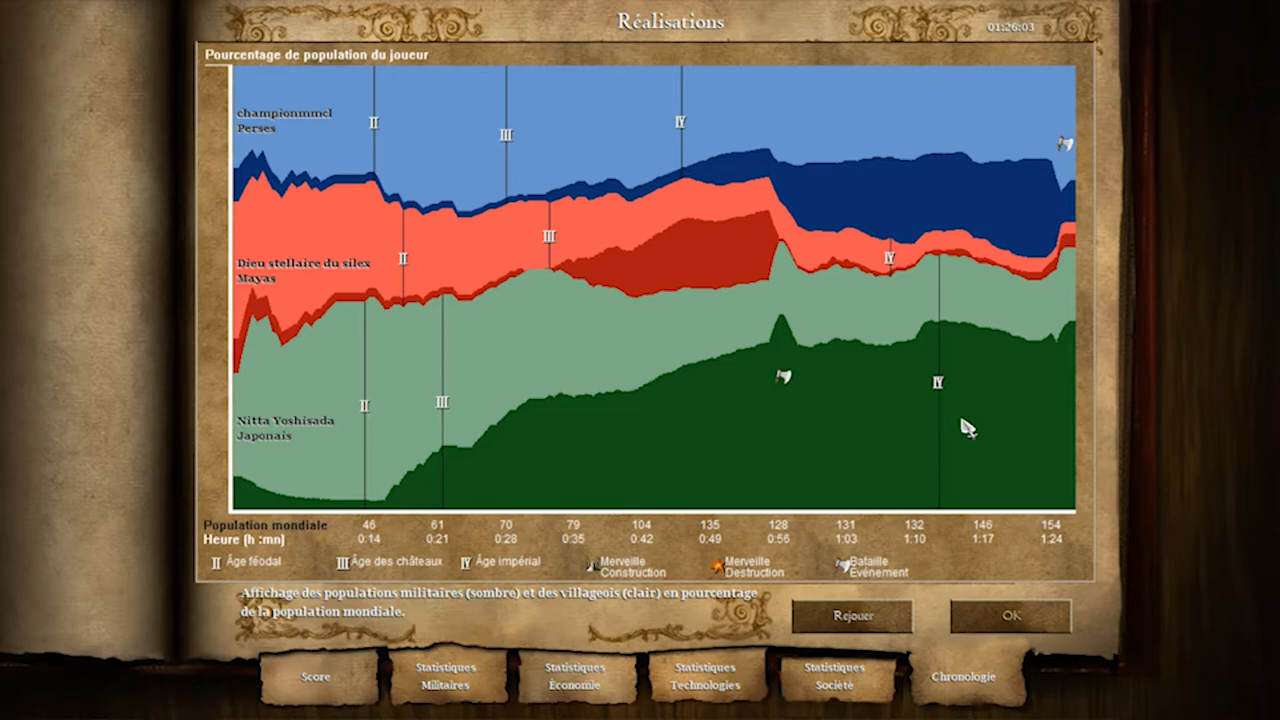 Réalisations
01:26:03
Pourcentage de population du joueur
championmmcl
Perses
II
III
IV
Dieu stellaire du silex
Mayas
II
III
IV
Nitta Yoshisada
Japonais
II
III
IV
Population mondiale 46 61 70 79 104 135 128 131 132 146 154
Heure (h :mn) 0:14 0:21 0:28 0:35 1:42 0:49 0:56 1:03 1:10 1:17 1:24
II Âge féodal III Âge des châteaux IV Âge impérial Merveille Construction Merveille Destruction Bataille Evénement
Affichage des populations militaires (sombre) et des villageois (clair) en pourcentage
de la population mondiale.
Rejouer
OK
Score
Statistiques
Militaires
Statistiques
Économie
Statistiques
Technologies
Statistiques
Société
Chronologie